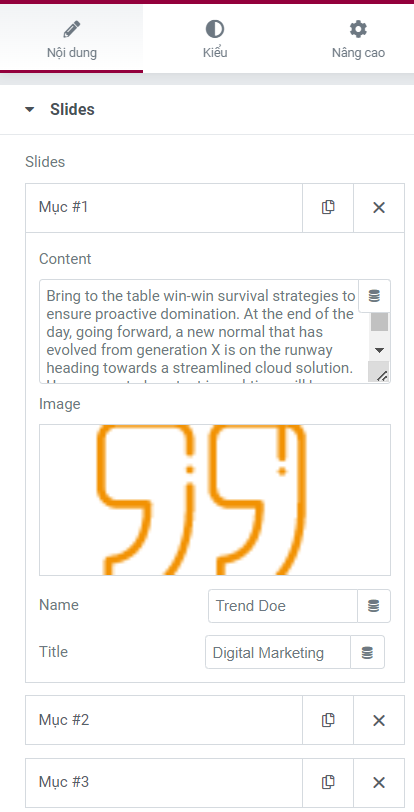 Nội dung
Kiểu
Nâng cao
Slides
Slides
Mục #1
Content
Bring to the table win-win survival strategies to
ensure proactive domination. At the end of the
day, going forward, a new normal that has
evolved from generation X is on the runway
heading towards a streamlined cloud solution.
Image
Name
Trend Doe
Title
Digital Marketing
Mục #2
Mục #3